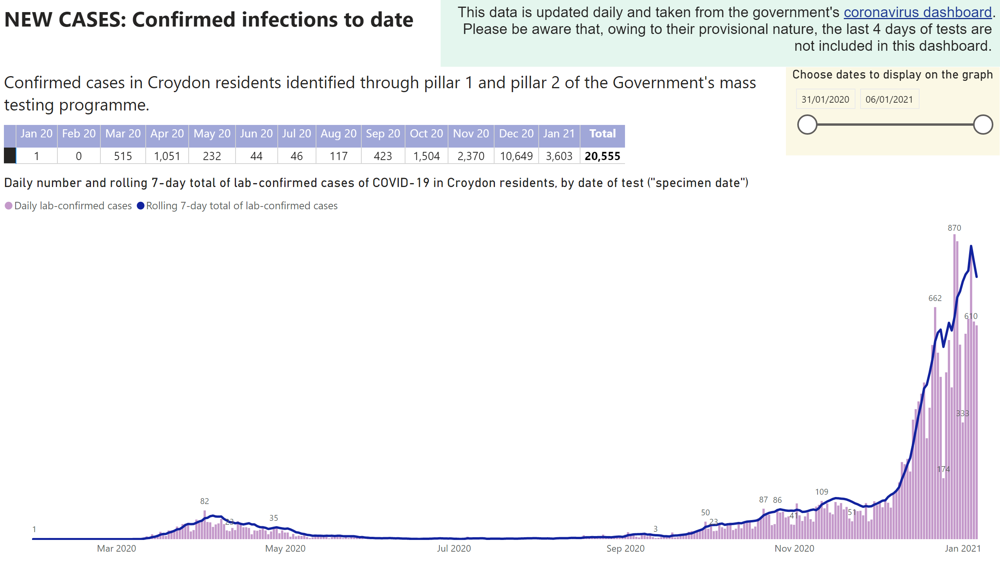 NEW CASES: Confirmed infections to date
This data is updated daily and taken from the government's coronavirus dashboard.
Please be aware that, owing to their provisional nature, the last 4 days of tests are
not included in this dashboard.
Confirmed cases in Croydon residents identified through pillar 1 and pillar 2 of the Government's mass
testing programme.
Choose dates to display on the graph
31/01/2020 06/01/2021
Jan 20 Feb 20 Mar 20 Apr 20 May 20 Jun 20 Jul 20 Aug 20 Sep 20 Oct 20 Nov 20 Dec 20 Jan 21 Total
1 0 515 1,051 232 44 46 117 423 1,504 2,370 10,649 3,603 20,555
Daily number and rolling 7-day total of lab-confirmed cases of COVID-19 in Croydon residents, by date of test ("specimen date")
Daily lab-confirmed cases Rolling 7-day total of lab-confirmed cases
870
662
610
333
174
109
87 86
82
50
51
41
35
23
23
3
1
Mar 2020 May 2020 Jul 2020 Sep 2020 Nov 2020 Jan 2021